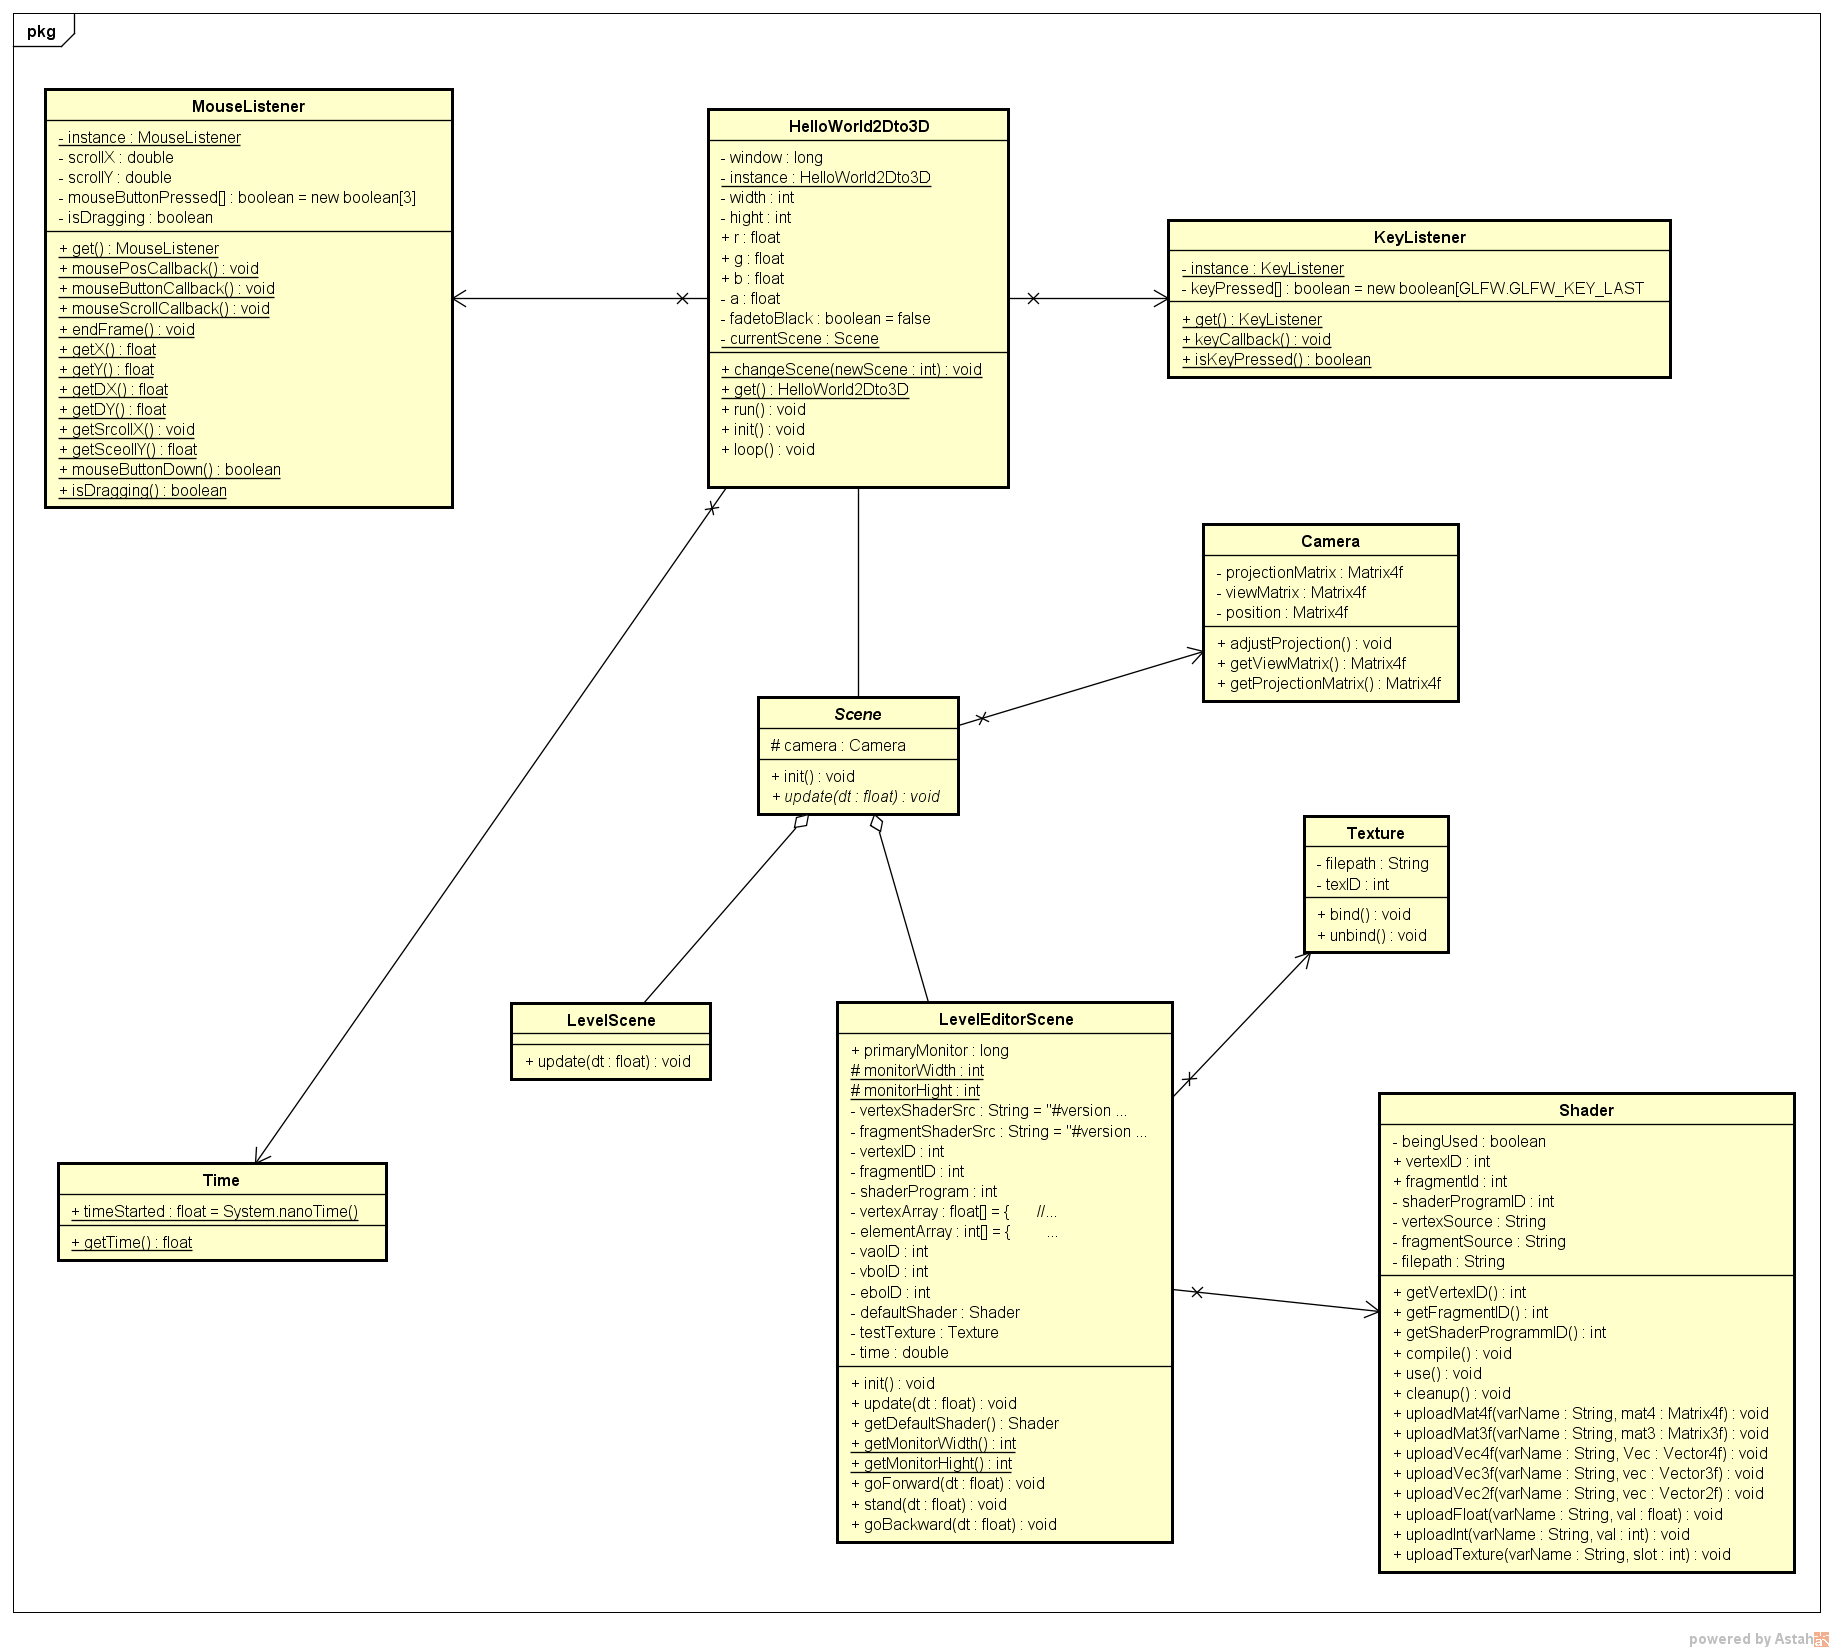 pkg
MouseListener
- instance : MouseListener
- scrollX : double
- scrollY : double
- mouseButtonPressed[] : boolean = new boolean[3]
- isDragging : boolean
+ get() : MouseListener
+ mousePosCallback() : void
+ mouseButtonCallback() : void
+ mouseScrollCallback() : void
+ endFrame() : void
+ getX() : float
+ getY() : float
+ getDX() : float
+ getDY() : float
+ getSrcollX() : void
+ getSceollY() : float
+ mouseButtonDown() : boolean
+ isDragging() : boolean
HelloWorld2Dto3D
- window : long
- instance : HelloWorld2Dto3D
- width : int
- hight : int
+ r : float
+ g : float
+ b : float
- a : float
- fadetoBlack : boolean = false
- currentScene : Scene
+ changeScene(newScene : int) : void
+ get() : HelloWorld2Dto3D
+ run() : void
+ init() : void
+ loop() : void
KeyListener
- instance : KeyListener
- keyPressed[] : boolean = new boolean[GLFW.GLFW_KEY_LAST
+ get() : KeyListener
+ keyCallback() : void
+ isKeyPressed() : boolean
Camera
- projectionMatrix : Matrix4f
- viewMatrix : Matrix4f
- position : Matrix4f
+ adjustProjection() : void
+ getViewMatrix() : Matrix4f
+ getProjectionMatrix() : Matrix4f
Scene
# camera : Camera
+ init() : void
+ update(dt : float) : void
Texture
- filepath : String
- texID : int
+ bind() : void
+ unbind() : void
LevelScene
+ update(dt : float) : void
LevelEditorScene
+ primaryMonitor : long
# monitorWidth : int
# monitorHight : int
- vertexShaderSrc : String = "#version ...
- fragmentShaderSrc : String = "#version ...
- vertexID : int
- fragmentID : int
- shaderProgram : int
- vertexArray : float[] = { //...
- elementArray : int[] = { ...
- vaoID : int
- vboID : int
- eboID : int
- defaultShader : Shader
- testTexture : Texture
- time : double
+ init() : void
+ update(dt : float) : void
+ getDefaultShader() : Shader
+ getMonitorWidth() : int
+ getMonitorHight() : int
+ goForward(dt : float) : void
+ stand(dt : float) : void
+ goBackward(dt : float) : void
Shader
- beingUsed : boolean
+ vertexID : int
+ fragmentId : int
- shaderProgramID : int
- vertexSource : String
- fragmentSource : String
- filepath : String
+ getVertexID() : int
+ getFragmentID() : int
+ getShaderProgrammID() : int
+ compile() : void
+ use() : void
+ cleanup() : void
+ uploadMat4f(varName : String, mat4 : Matrix4f) : void
+ uploadMat3f(varName : String, mat3 : Matrix3f) : void
+ uploadVec4f(varName : String, Vec : Vector4f) : void
+ uploadVec3f(varName : String, vec : Vector3f) : void
+ uploadVec2f(varName : String, vec : Vector2f) : void
+ uploadFloat(varName : String, val : float) : void
+ uploadInt(varName : String, val : int) : void
+ uploadTexture(varName : String, slot : int) : void
Time
+ timeStarted : float = System.nanoTime()
+ getTime() : float
powered by Astah